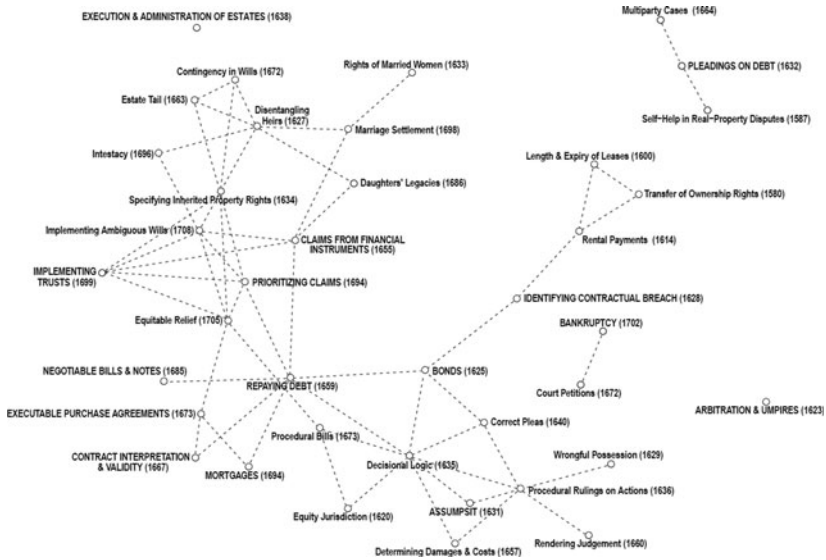 Multiparty Cases (1664)
EXECUTION & ADMINISTRATION OF ESTATES (1638)
Contingency in Wills (1672)
Rights of Married Women (1633)
PLEADINGS ON DEBT (1632)
Estate Tail (1663)
Disentangling
Heirs (1627)
Marriage Settlement (1698)
Self-Help in Real-Property Disputes (1587)
Intestacy (1696)
Length & Expiry of Leases (1600)
Daughters' Legacies (1686)
Transfer of Ownership Rights (1580)
Specifying Inherited Property Rights (1634)
Implementing Ambiguous Wills (1708)
CLAIMS FROM FINANCIAL
INSTRUMENTS (1655)
Rental Payments (1614)
IMPLEMENTING
TRUSTS (1699)
PRIORITIZING CLAIMS (1694)
IDENTIFYING CONTRACTUAL BREACH (1628)
Equitable Relief (1705)
BANKRUPTCY (1702)
NEGOTIABLE BILLS & NOTES (1685)
REPAYING DEBT (1659)
BONDS (1625)
Court Petitions (1672)
EXECUTABLE PURCHASE AGREEMENTS (1673)
ARBITRATION & UMPIRES (1623)
Procedural Bills (1673)
Correct Pleas (1640)
CONTRACT INTERPRETATION
& VALIDITY (1667)
MORTGAGES (1694)
Decisional Logic (1635)
Wrongful Possession (1629)
Procedural Rulings on Actions (1636)
Equity Jurisdiction (1620)
ASSUMPSIT (1631)
Determining Damages & Costs (1657)
Rendering Judgement (1660)